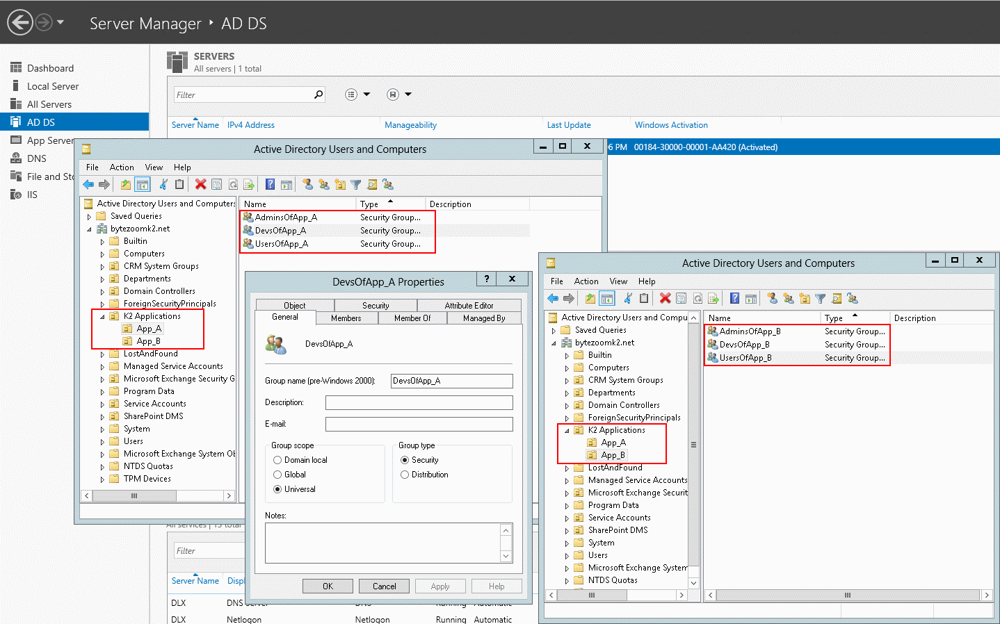 Server Manager ‣ AD DS
Dashboard
Local Server
All Servers
AD DS
App Server
DNS
File and Sto
IIS
SERVERS
All servers | 1 total
Filter
Server Name IPv4 Address Manageability Last Update Windows Activation
PM 00184-30000-00001-AA420 (Activated)
Active Directory Users and Computers
File Action View Help
Active Directory Users and Computers
Saved Queries
bytezoomk2.net
Builtin
Computers
CRM System Groups
Departments
Domain Controllers
ForeignSecurityPrincipals
K2 Applications
App_A
App_B
LostAndFound
Managed Service Accounts
Microsoft Exchange Security G
Program Data
Service Accounts
SharePoint DMS
System
Users
Microsoft Exchange System Ob
NTDS Quotas
TPM Devices
Name Type Description
AdminsOfApp_A Security Group...
DevsOfApp_A Security Group...
UsersOfApp_A Security Group...
DevsOfApp_A Properties
Object Security Attribute Editor
General Members Member Of Managed By
DevsOfApp_A
Group name (pre-Windows 2000): DevsOfApp_A
Description:
E-mail:
Group scope
Domain local
Global
Universal
Group type
Security
Distribution
Notes:
OK Cancel Apply Help
Active Directory Users and Computers
File Action View Help
Active Directory Users and Compu
Saved Queries
bytezoomk2.net
Builtin
Computers
CRM System Groups
Departments
Domain Controllers
ForeignSecurityPrincipals
K2 Applications
App_A
App_B
LostAndFound
Managed Service Accounts
Microsoft Exchange Securit
Program Data
Service Accounts
SharePoint DMS
System
Users
Microsoft Exchange System
NTDS Quotas
Name Type Description
AdminsOfApp_B Security Group...
DevsOfApp_B Security Group...
UsersOfApp_B Security Group...
All services | 13 total
Filter
Server Name Displ
DLX DNS Server DNS Running Automatic
DLX Netlogon Netlogon Running Automatic